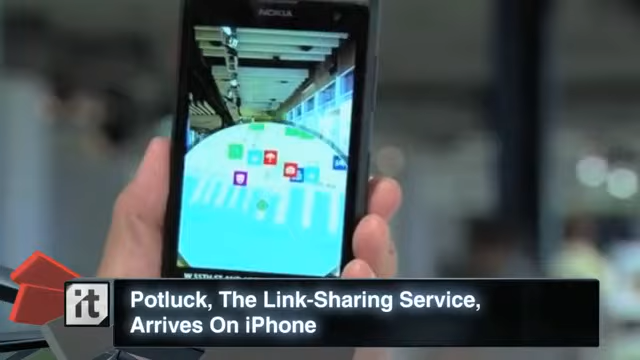 NOKIA
it
Potluck, The Link-Sharing Service,
Arrives On iPhone